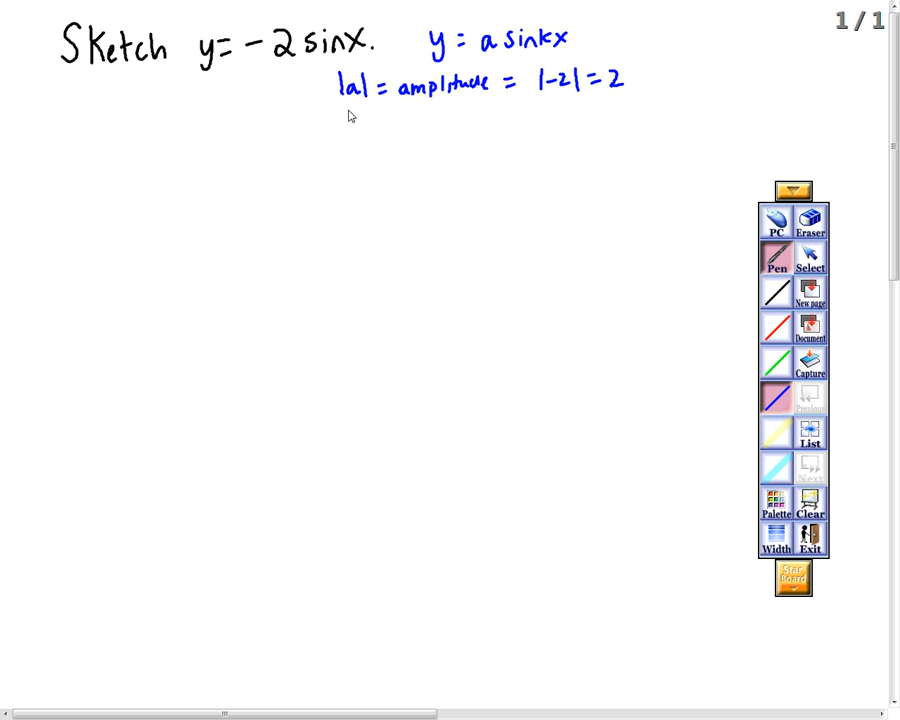 1 / 1
Sketch y = -2 sinx. y = a sinkx
|a| = amplitude = |-2| = 2
PC Eraser
Pen Select
New page
Document
Capture
Previous
List
Next
Palette Clear
Width Exit
Star
Board